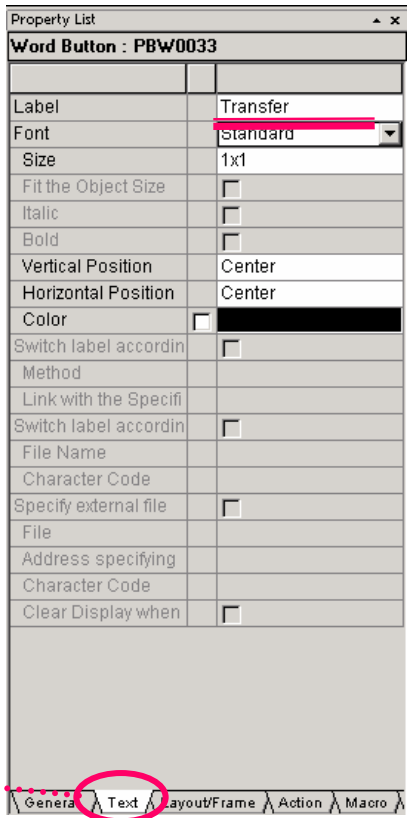 Property List
Word Button : PBW0033
Label Transfer
Font Standard
Size 1x1
Fit the Object Size
Italic
Bold
Vertical Position Center
Horizontal Position Center
Color
Switch label accordin
Method
Link with the Specifi
Switch label accordin
File Name
Character Code
Specify external file
File
Address specifying
Character Code
Clear Display when
General Text Layout/Frame Action Macro